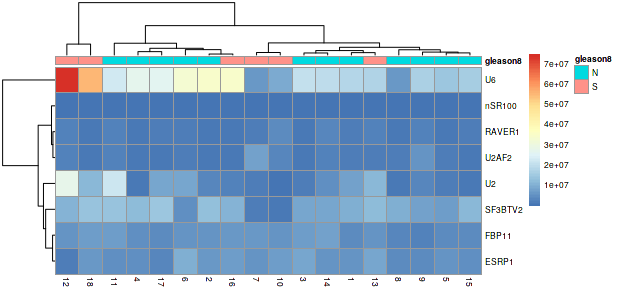 gleason8
U6
nSR100
RAVER1
U2AF2
U2
SF3BTV2
FBP11
ESRP1
12 18 11 4 17 6 2 16 7 10 3 14 1 13 8 9 5 15
7e+07
6e+07
5e+07
4e+07
3e+07
2e+07
1e+07
gleason8
N
S